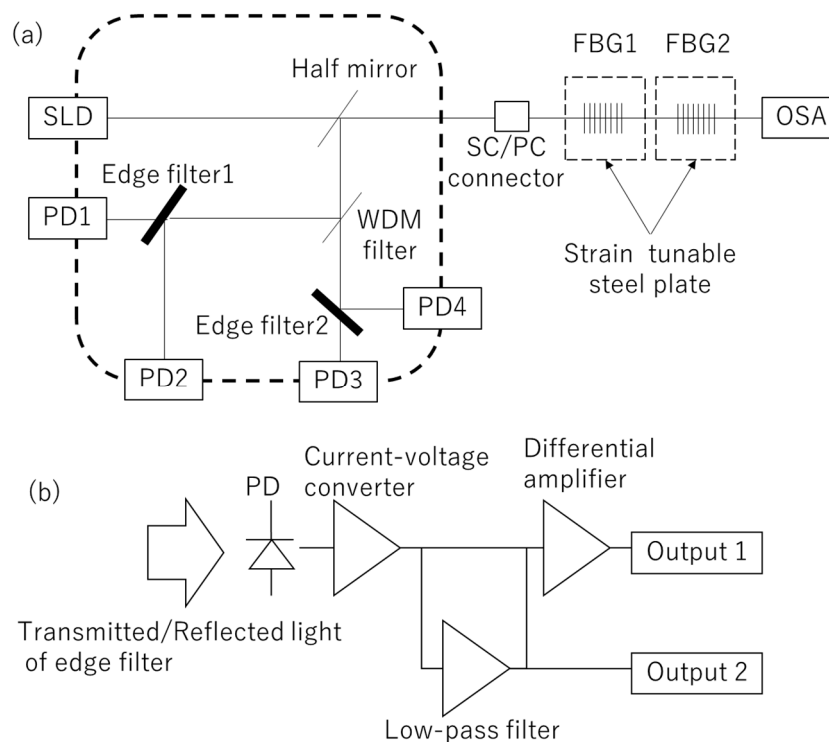 (a)
FBG1
FBG2
Half mirror
SLD
OSA
SC/PC
connector
Edge filter1
PD1
WDM
filter
Strain tunable
steel plate
Edge filter2
PD4
PD2
PD3
(b)
Current-voltage
converter
Differential
amplifier
PD
Output 1
Transmitted/Reflected light
of edge filter
Output 2
Low-pass filter